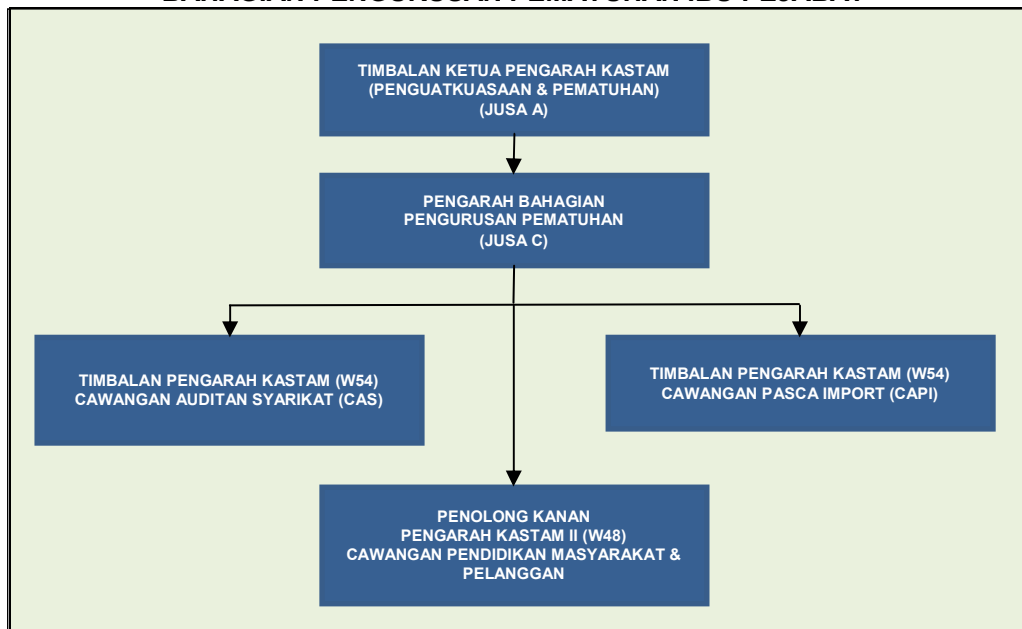 TIMBALAN KETUA PENGARAH KASTAM
(PENGUATKUASAAN & PEMATUHAN)
(JUSA A)
PENGARAH BAHAGIAN
PENGURUSAN PEMATUHAN
(JUSA C)
TIMBALAN PENGARAH KASTAM (W54)
CAWANGAN AUDITAN SYARIKAT (CAS)
TIMBALAN PENGARAH KASTAM (W54)
CAWANGAN PASCA IMPORT (CAPI)
PENOLONG KANAN
PENGARAH KASTAM II (W48)
CAWANGAN PENDIDIKAN MASYARAKAT &
PELANGGAN